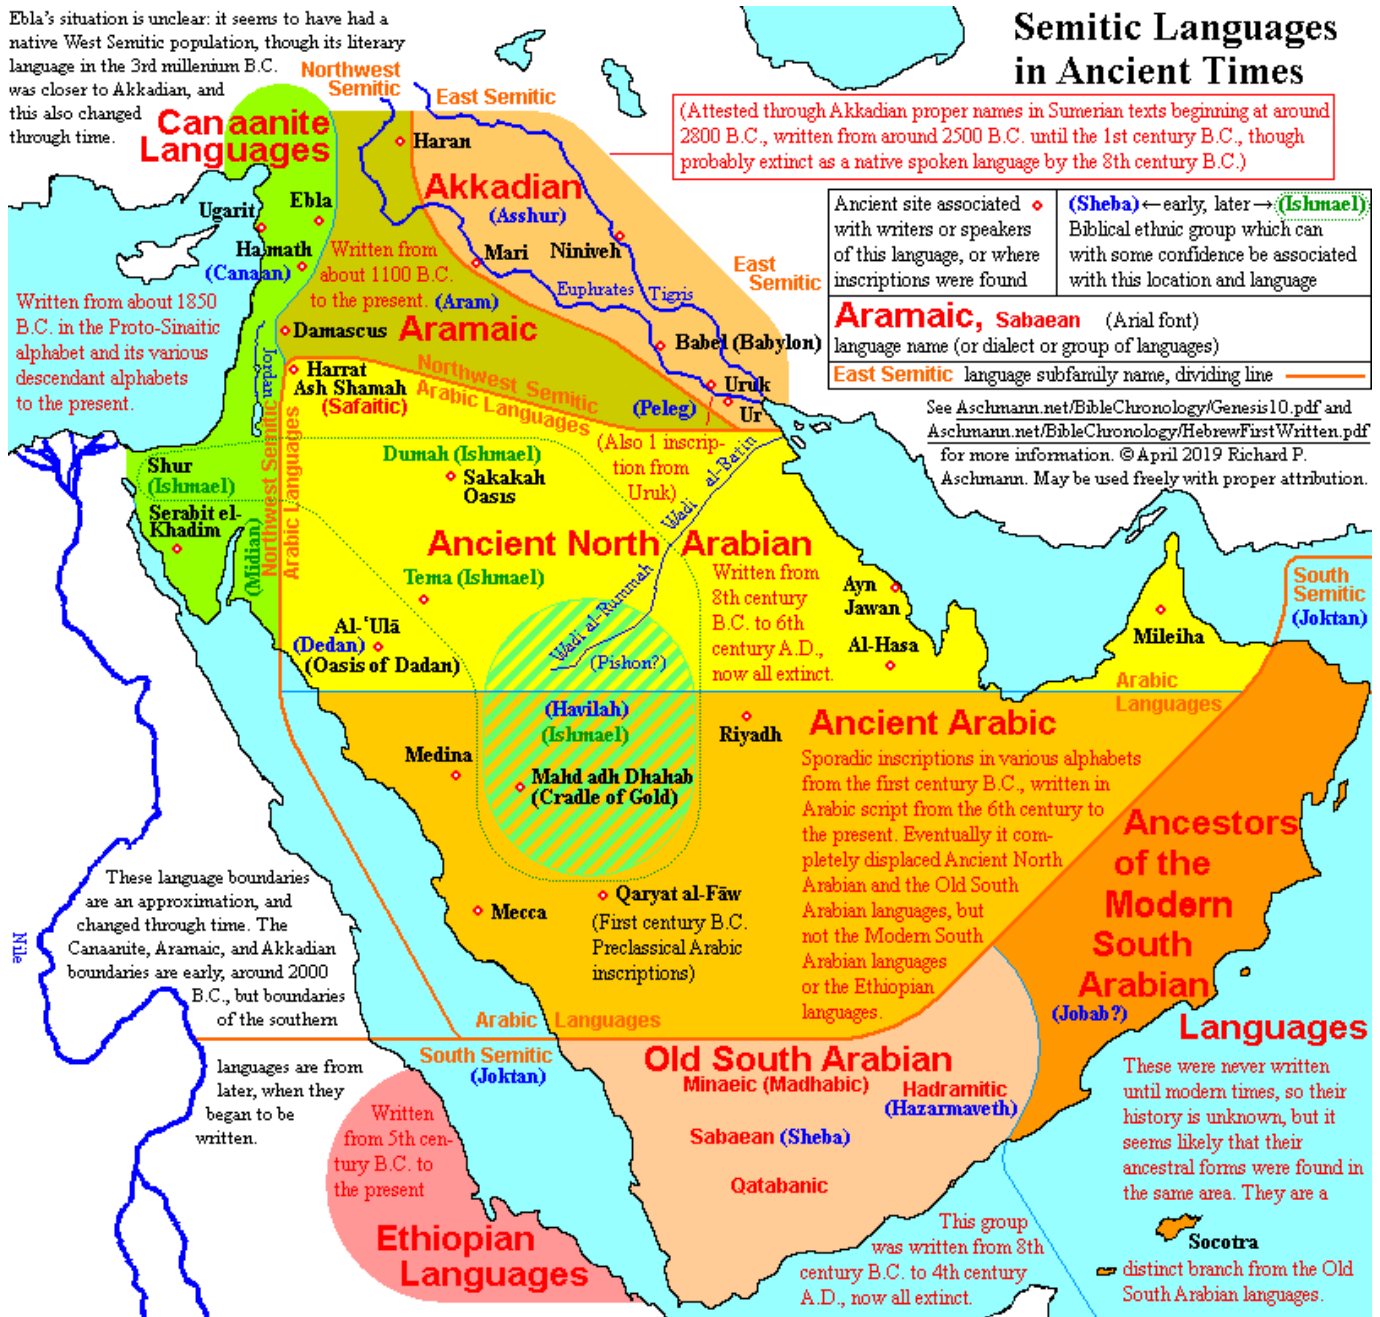 Ebla's situation is unclear: it seems to have had a
native West Semitic population, though its literary
language in the 3rd millenium B.C.
was closer to Akkadian, and
this also changed
through time.
Semitic Languages
in Ancient Times
Northwest
Semitic
East Semitic
(Attested through Akkadian proper names in Sumerian texts beginning at around
2800 B.C., written from around 2500 B.C. until the 1st century B.C., though
probably extinct as a native spoken language by the 8th century B.C.)
Canaanite
Languages
Haran
Akkadian
(Asshur)
Ancient site associated
with writers or speakers
of this language, or where
inscriptions were found
(Sheba) ←early, later→ (Ishmael)
Biblical ethnic group which can
with some confidence be associated
with this location and language
Aramaic, Sabaean (Arial font)
language name (or dialect or group of languages)
East Semitic language subfamily name, dividing line
See Aschmann.net/BibleChronology/Genesis10.pdf and
Aschmann.net/BibleChronology/HebrewFirstWritten.pdf
for more information. ©April 2019 Richard P.
Aschmann. May be used freely with proper attribution.
Ugarit
Ebla
Hamath
(Canaan)
Written from
about 1100 B.C.
to the present.
(Aram)
Aramaic
Mari
Niniveh
Euphrates
Tigris
East
Semitic
Written from about 1850
B.C. in the Proto-Sinaitic
alphabet and its various
descendant alphabets
to the present.
Damascus
Jordan
Babel (Babylon)
Harrat
Ash Shamah
(Safaitic)
Northwest Semitic
Arabic Languages
Uruk
(Peleg)
Ur
(Also 1 inscrip-
tion from
Uruk)
Wadi al-Batin
Northwest Semitic
Arabic Languages
Shur
(Ishmael)
Serabit el-
Khadim
(Midian)
Dumah (Ishmael)
Sakakah
Oasis
Ancient North Arabian
Tema (Ishmael)
Written from
8th century
B.C. to 6th
century A.D.,
now all extinct.
Wadi al-Rummah
(Pishon?)
Al-ʿUlā
(Dedan)
(Oasis of Dadan)
Ayn
Jawan
Al-Hasa
Mileiha
South
Semitic
(Joktan)
Arabic
Languages
(Havilah)
(Ishmael)
Medina
Mahd adh Dhahab
(Cradle of Gold)
Riyadh
Ancient Arabic
Sporadic inscriptions in various alphabets
from the first century B.C., written in
Arabic script from the 6th century to
the present. Eventually it com-
pletely displaced Ancient North
Arabian and the Old South
Arabian languages, but
not the Modern South
Arabian languages
or the Ethiopian
languages.
Mecca
Qaryat al-Fāw
(First century B.C.
Preclassical Arabic
inscriptions)
Ancestors
of the
Modern
South
Arabian
(Jobab?)
Languages
These were never written
until modern times, so their
history is unknown, but it
seems likely that their
ancestral forms were found in
the same area. They are a
Socotra
distinct branch from the Old
South Arabian languages.
Nile
These language boundaries
are an approximation, and
changed through time. The
Canaanite, Aramaic, and Akkadian
boundaries are early, around 2000
B.C., but boundaries
of the southern
languages are from
later, when they
began to be
written.
Arabic Languages
South Semitic
(Joktan)
Old South Arabian
Minaeic (Madhabic)
Hadramitic
(Hazarmaveth)
Sabaean (Sheba)
Qatabanic
This group
was written from 8th
century B.C. to 4th century
A.D., now all extinct.
Written
from 5th cen-
tury B.C. to
the present
Ethiopian
Languages